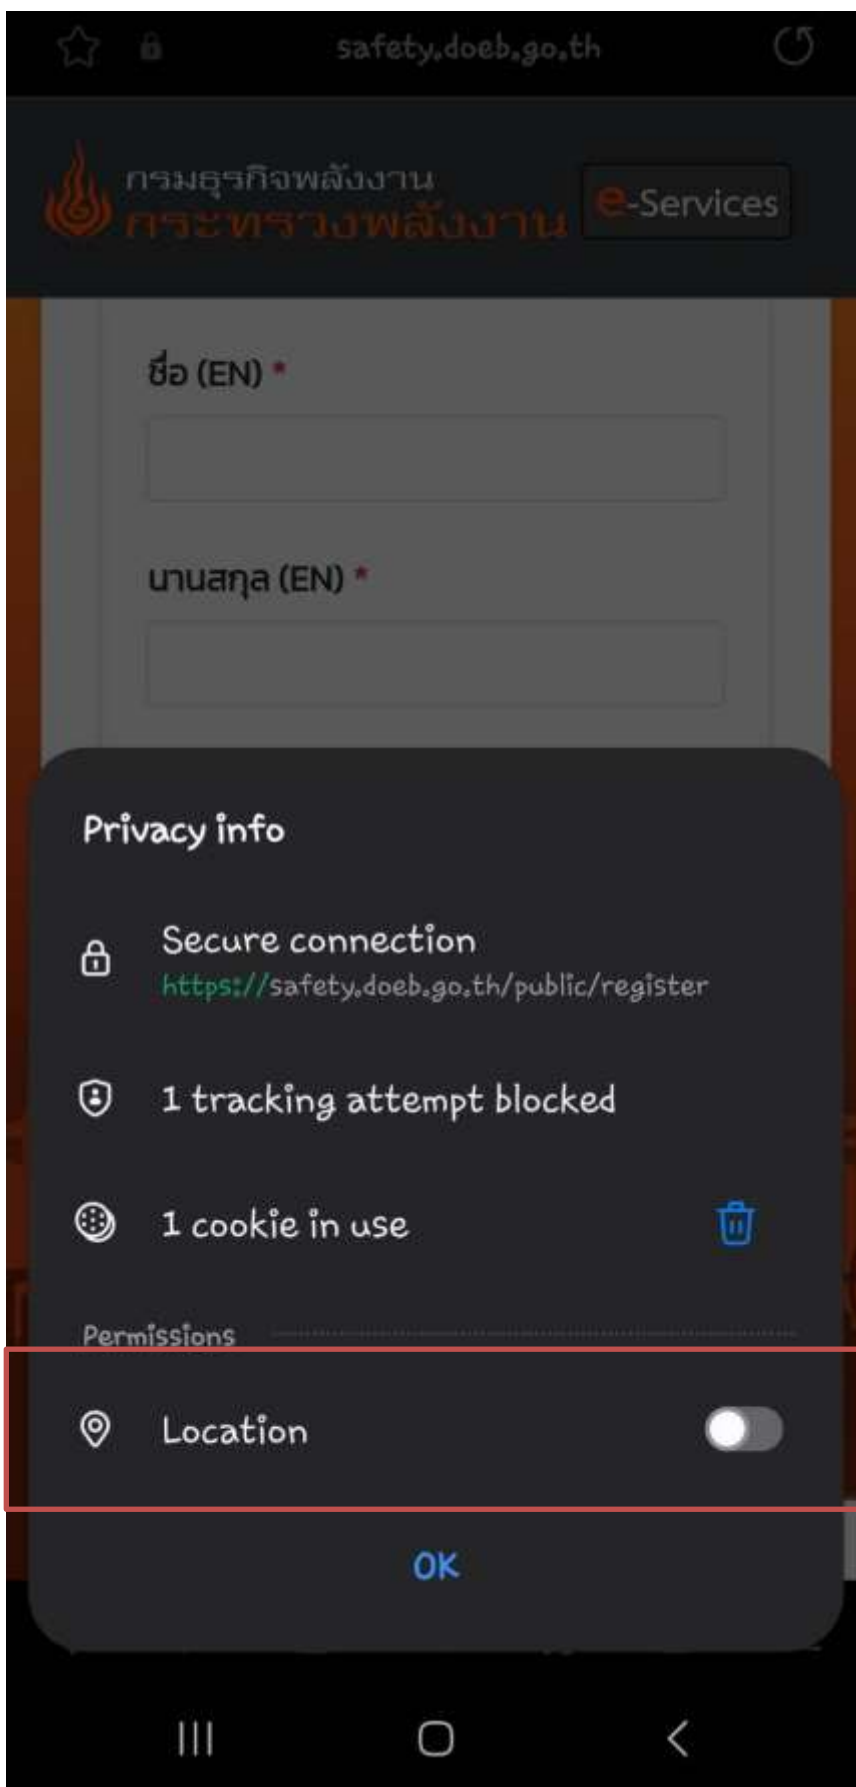 safety.doeb.go.th
กรมธุรกิจพลังงาน
กระทรวงพลังงาน
e-Services
ชื่อ (EN) *
นานสกุล (EN) *
Privacy info
Secure connection
https://safety.doeb.go.th/public/register
1 tracking attempt blocked
1 cookie in use
Permissions
Location
OK